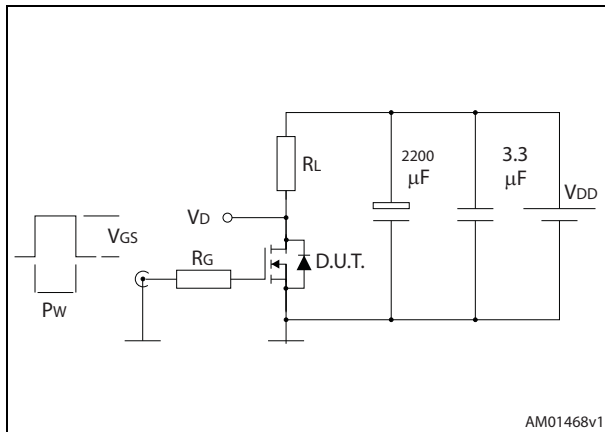 RL
2200
μF
3.3
μF
VDD
VD
VGS
RG
D.U.T.
PW
AM01468v1